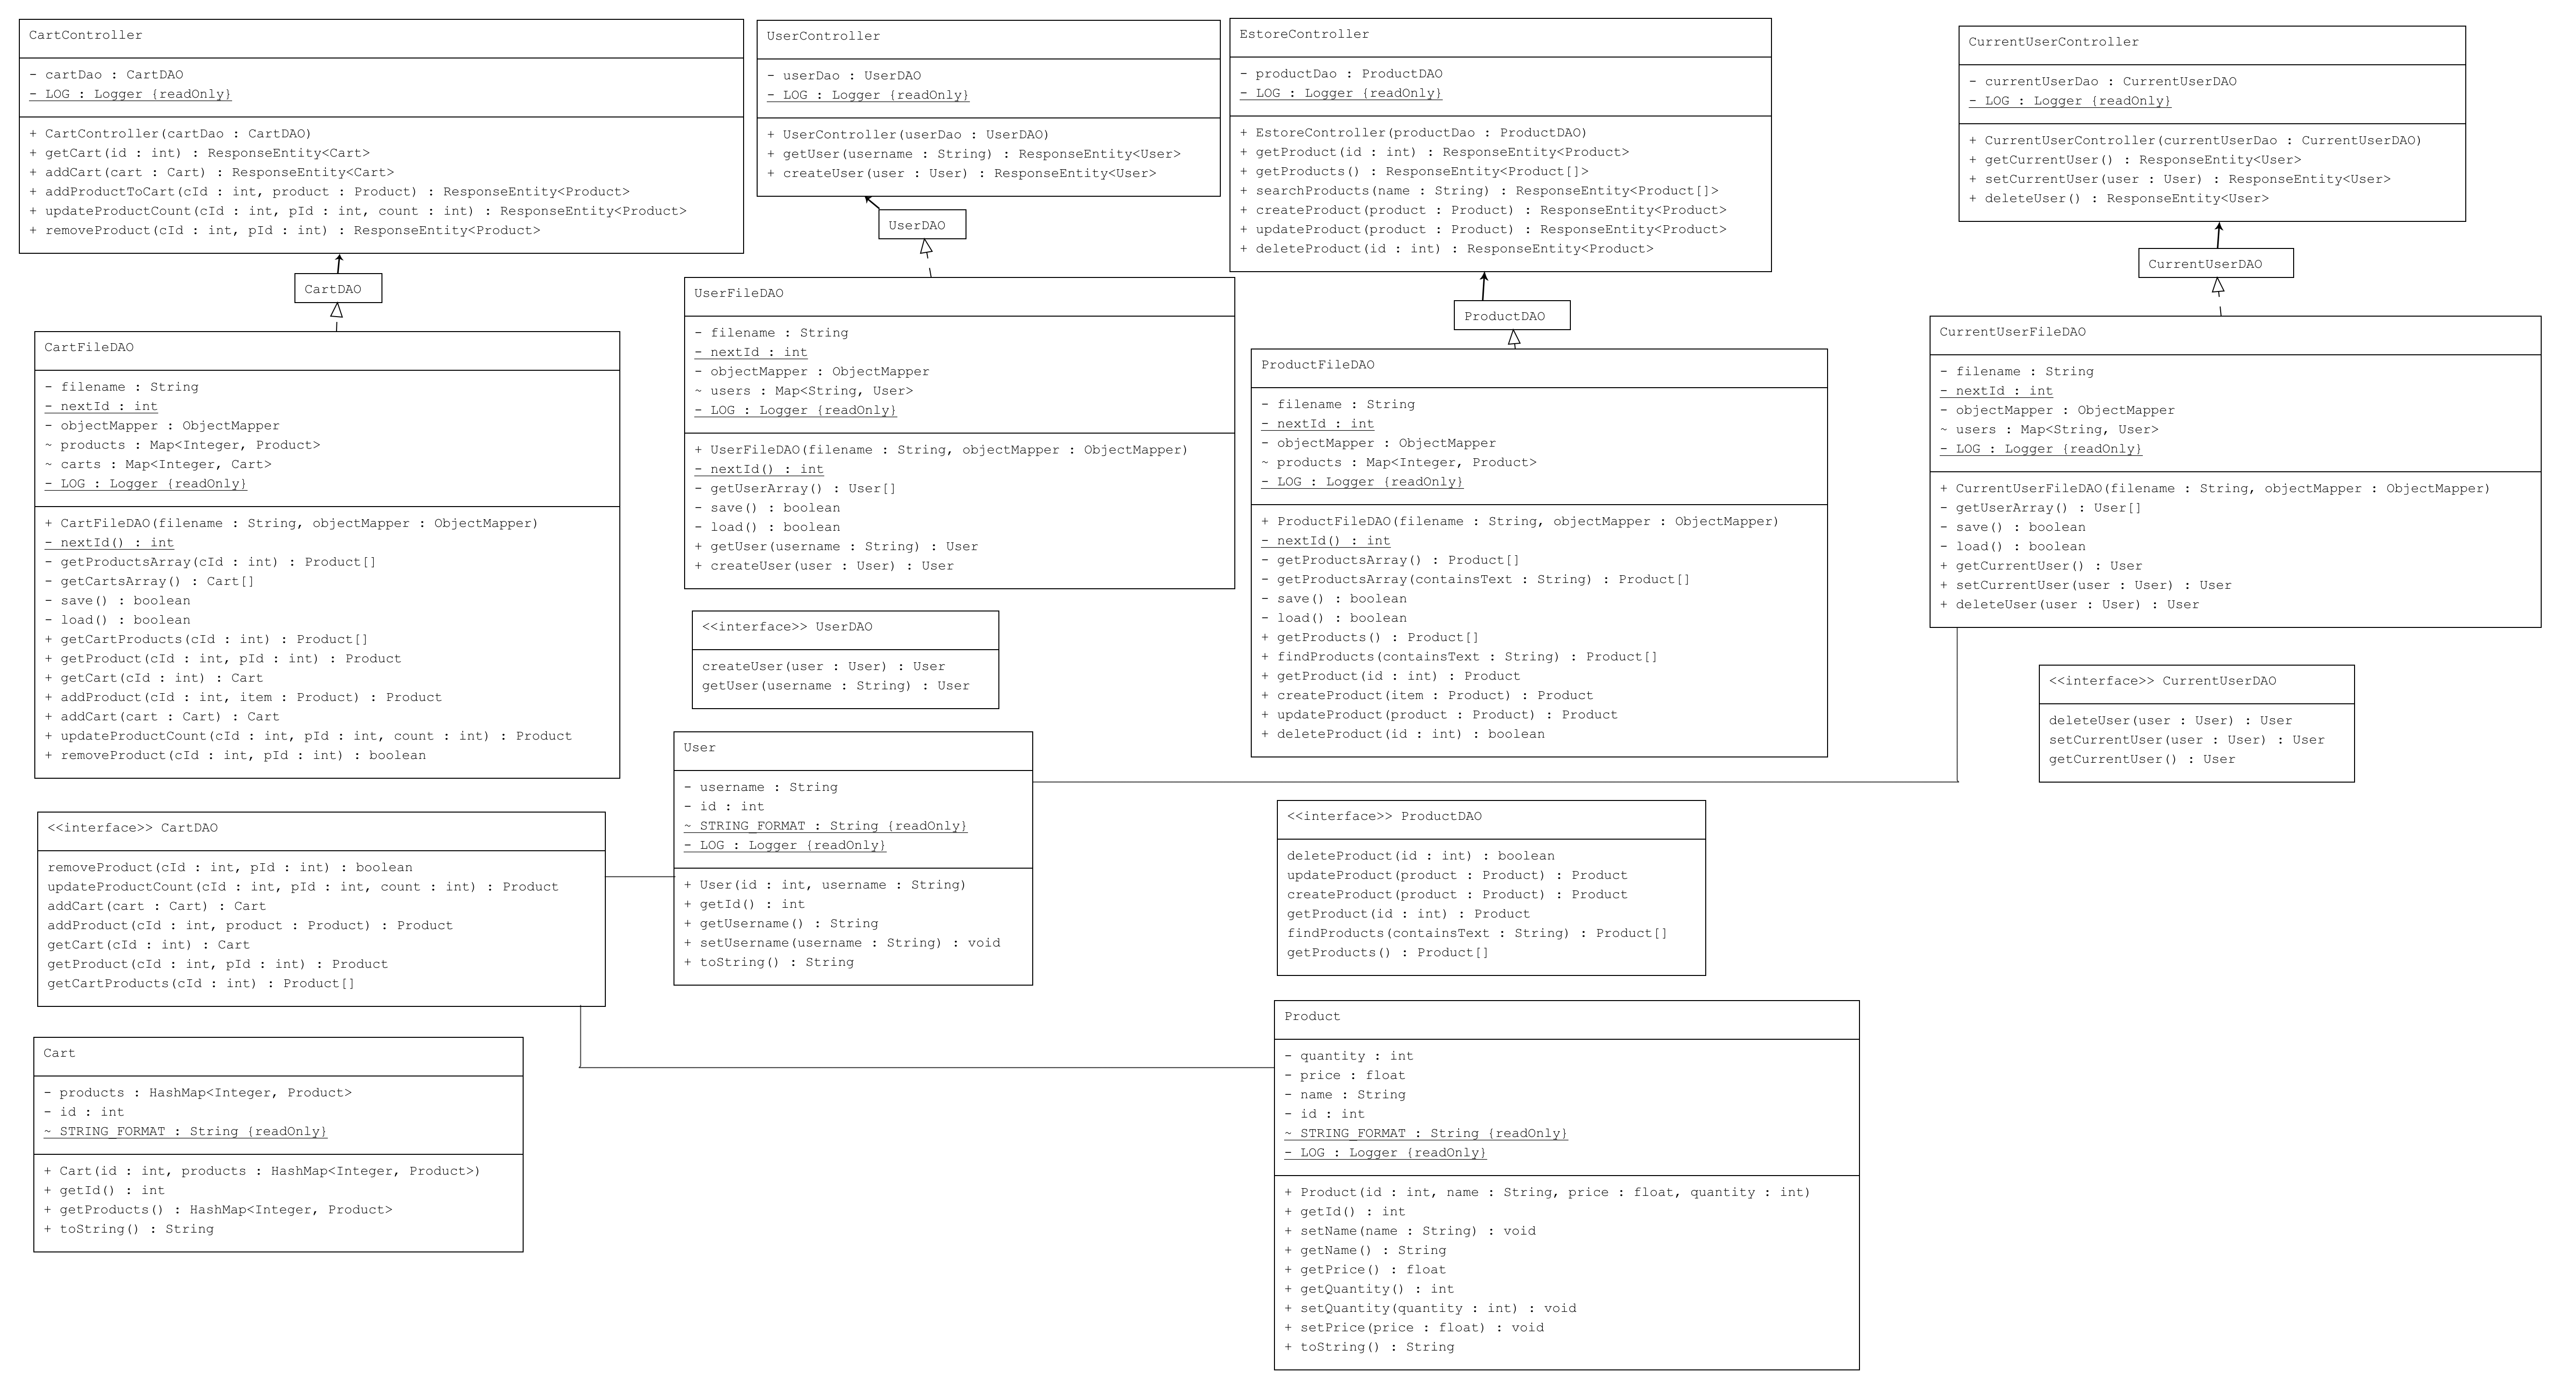 CartController
- cartDao : CartDAO
- LOG : Logger {readOnly}
+ CartController(cartDao : CartDAO)
+ getCart(id : int) : ResponseEntity<Cart>
+ addCart(cart : Cart) : ResponseEntity<Cart>
+ addProductToCart(cId : int, product : Product) : ResponseEntity<Product>
+ updateProductCount(cId : int, pId : int, count : int) : ResponseEntity<Product>
+ removeProduct(cId : int, pId : int) : ResponseEntity<Product>
UserController
- userDao : UserDAO
- LOG : Logger {readOnly}
+ UserController(userDao : UserDAO)
+ getUser(username : String) : ResponseEntity<User>
+ createUser(user : User) : ResponseEntity<User>
EstoreController
- productDao : ProductDAO
- LOG : Logger {readOnly}
+ EstoreController(productDao : ProductDAO)
+ getProduct(id : int) : ResponseEntity<Product>
+ getProducts() : ResponseEntity<Product[]>
+ searchProducts(name : String) : ResponseEntity<Product[]>
+ createProduct(product : Product) : ResponseEntity<Product>
+ updateProduct(product : Product) : ResponseEntity<Product>
+ deleteProduct(id : int) : ResponseEntity<Product>
CurrentUserController
- currentUserDao : CurrentUserDAO
- LOG : Logger {readOnly}
+ CurrentUserController(currentUserDao : CurrentUserDAO)
+ getCurrentUser() : ResponseEntity<User>
+ setCurrentUser(user : User) : ResponseEntity<User>
+ deleteUser() : ResponseEntity<User>
CartDAO
UserDAO
ProductDAO
CurrentUserDAO
CartFileDAO
- filename : String
- nextId : int
- objectMapper : ObjectMapper
~ products : Map<Integer, Product>
~ carts : Map<Integer, Cart>
- LOG : Logger {readOnly}
+ CartFileDAO(filename : String, objectMapper : ObjectMapper)
- nextId() : int
- getProductsArray(cId : int) : Product[]
- getCartsArray() : Cart[]
- save() : boolean
- load() : boolean
+ getCartProducts(cId : int) : Product[]
+ getProduct(cId : int, pId : int) : Product
+ getCart(cId : int) : Cart
+ addProduct(cId : int, item : Product) : Product
+ addCart(cart : Cart) : Cart
+ updateProductCount(cId : int, pId : int, count : int) : Product
+ removeProduct(cId : int, pId : int) : boolean
UserFileDAO
- filename : String
- nextId : int
- objectMapper : ObjectMapper
~ users : Map<String, User>
- LOG : Logger {readOnly}
+ UserFileDAO(filename : String, objectMapper : ObjectMapper)
- nextId() : int
- getUserArray() : User[]
- save() : boolean
- load() : boolean
+ getUser(username : String) : User
+ createUser(user : User) : User
ProductFileDAO
- filename : String
- nextId : int
- objectMapper : ObjectMapper
~ products : Map<Integer, Product>
- LOG : Logger {readOnly}
+ ProductFileDAO(filename : String, objectMapper : ObjectMapper)
- nextId() : int
- getProductsArray() : Product[]
- getProductsArray(containsText : String) : Product[]
- save() : boolean
- load() : boolean
+ getProducts() : Product[]
+ findProducts(containsText : String) : Product[]
+ getProduct(id : int) : Product
+ createProduct(item : Product) : Product
+ updateProduct(product : Product) : Product
+ deleteProduct(id : int) : boolean
CurrentUserFileDAO
- filename : String
- nextId : int
- objectMapper : ObjectMapper
~ users : Map<String, User>
- LOG : Logger {readOnly}
+ CurrentUserFileDAO(filename : String, objectMapper : ObjectMapper)
- getUserArray() : User[]
- save() : boolean
- load() : boolean
+ getCurrentUser() : User
+ setCurrentUser(user : User) : User
+ deleteUser(user : User) : User
<<interface>> UserDAO
createUser(user : User) : User
getUser(username : String) : User
<<interface>> CurrentUserDAO
deleteUser(user : User) : User
setCurrentUser(user : User) : User
getCurrentUser() : User
User
- username : String
- id : int
~ STRING_FORMAT : String {readOnly}
- LOG : Logger {readOnly}
+ User(id : int, username : String)
+ getId() : int
+ getUsername() : String
+ setUsername(username : String) : void
+ toString() : String
<<interface>> CartDAO
removeProduct(cId : int, pId : int) : boolean
updateProductCount(cId : int, pId : int, count : int) : Product
addCart(cart : Cart) : Cart
addProduct(cId : int, product : Product) : Product
getCart(cId : int) : Cart
getProduct(cId : int, pId : int) : Product
getCartProducts(cId : int) : Product[]
<<interface>> ProductDAO
deleteProduct(id : int) : boolean
updateProduct(product : Product) : Product
createProduct(product : Product) : Product
getProduct(id : int) : Product
findProducts(containsText : String) : Product[]
getProducts() : Product[]
Cart
- products : HashMap<Integer, Product>
- id : int
~ STRING_FORMAT : String {readOnly}
+ Cart(id : int, products : HashMap<Integer, Product>)
+ getId() : int
+ getProducts() : HashMap<Integer, Product>
+ toString() : String
Product
- quantity : int
- price : float
- name : String
- id : int
~ STRING_FORMAT : String {readOnly}
- LOG : Logger {readOnly}
+ Product(id : int, name : String, price : float, quantity : int)
+ getId() : int
+ setName(name : String) : void
+ getName() : String
+ getPrice() : float
+ getQuantity() : int
+ setQuantity(quantity : int) : void
+ setPrice(price : float) : void
+ toString() : String